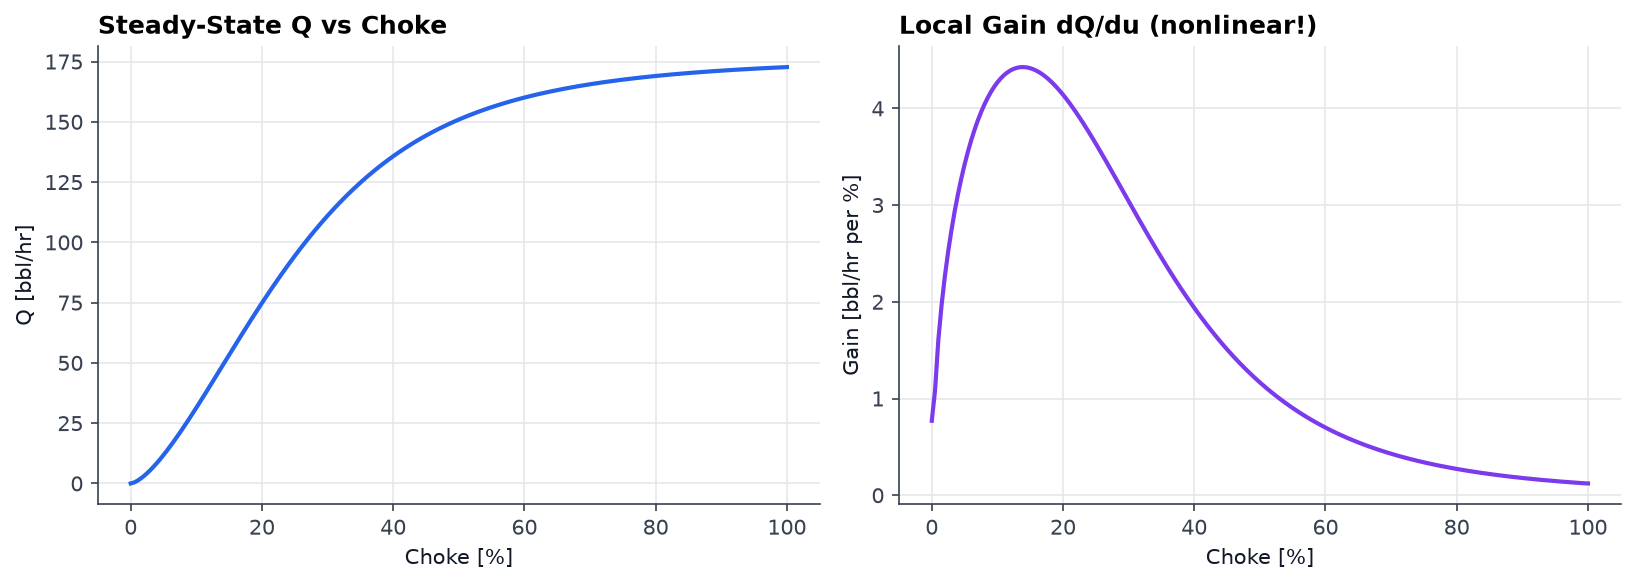 Steady-State Q vs Choke
Q [bbl/hr]
175
150
125
100
75
50
25
0
0 20 40 60 80 100
Choke [%]
Local Gain dQ/du (nonlinear!)
Gain [bbl/hr per %]
4
3
2
1
0
0 20 40 60 80 100
Choke [%]